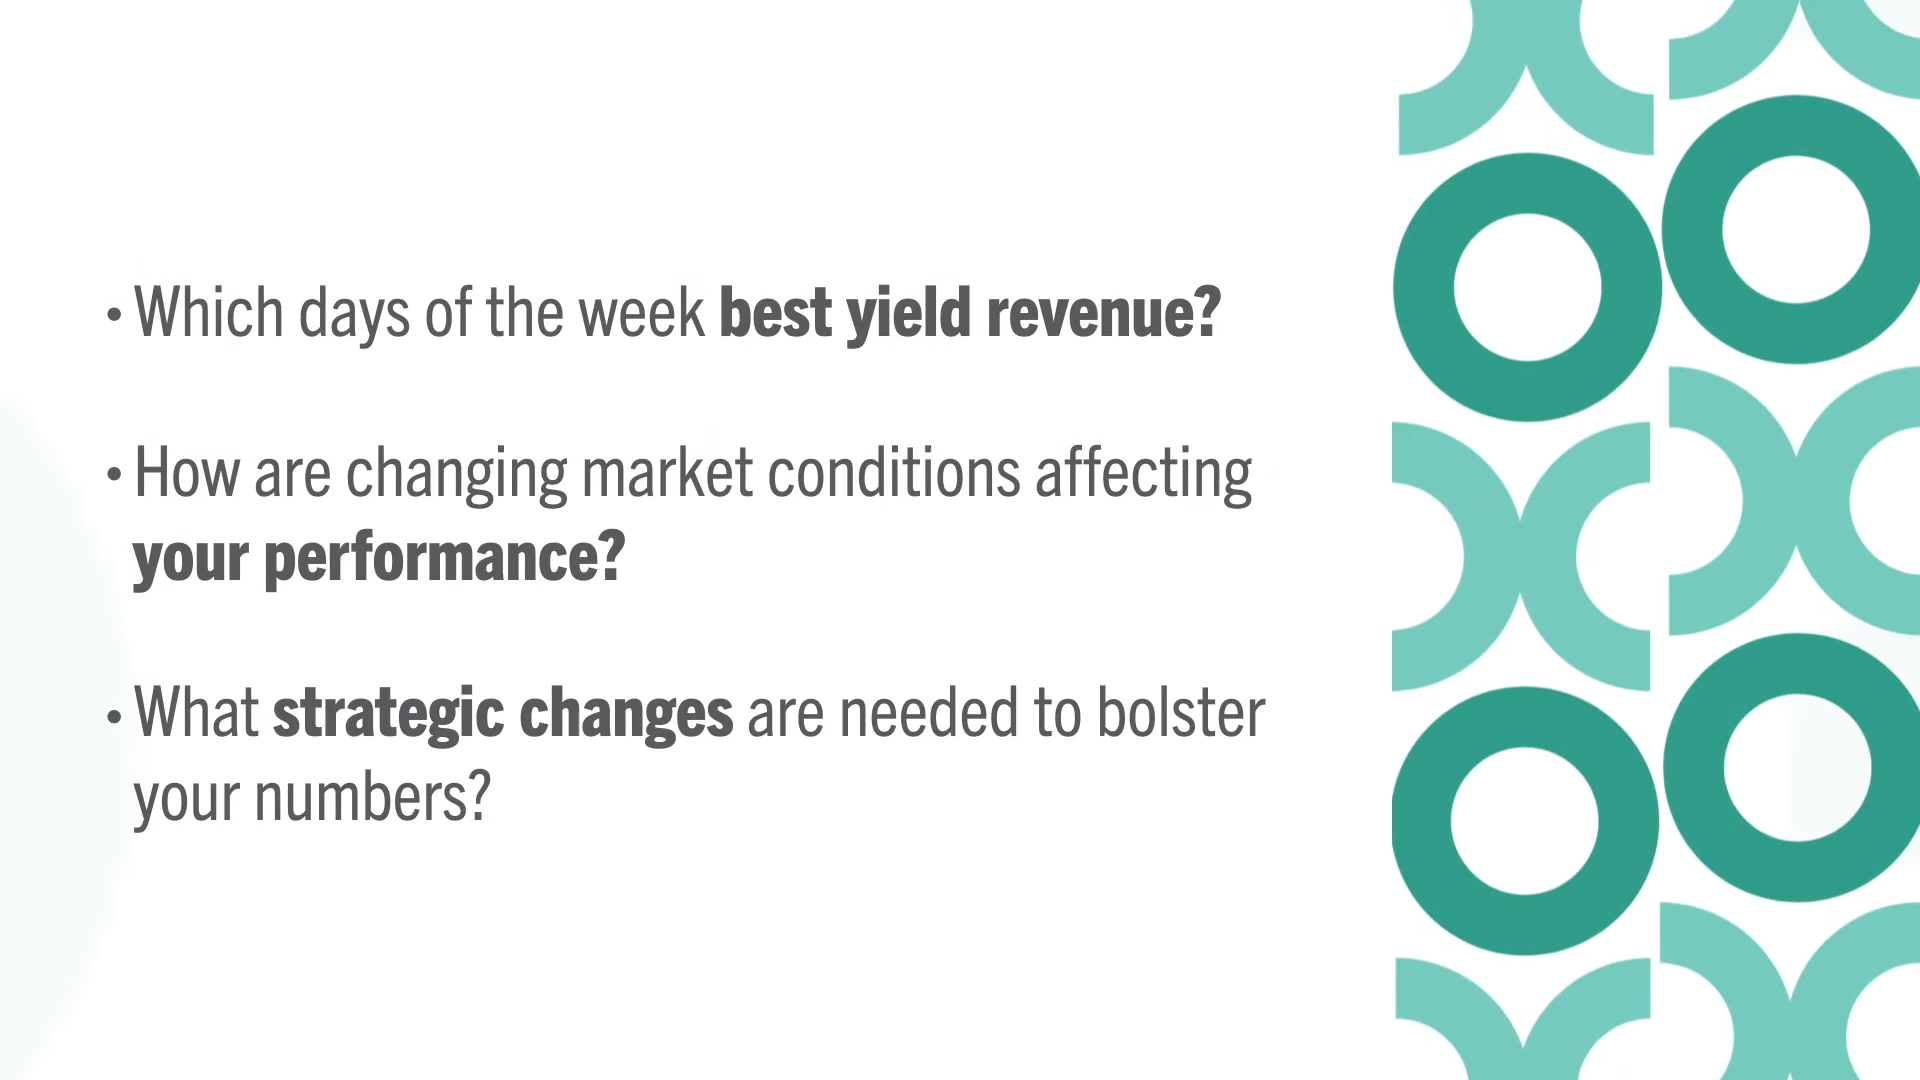 • Which days of the week best yield revenue?
• How are changing market conditions affecting
your performance?
• What strategic changes are needed to bolster
your numbers?